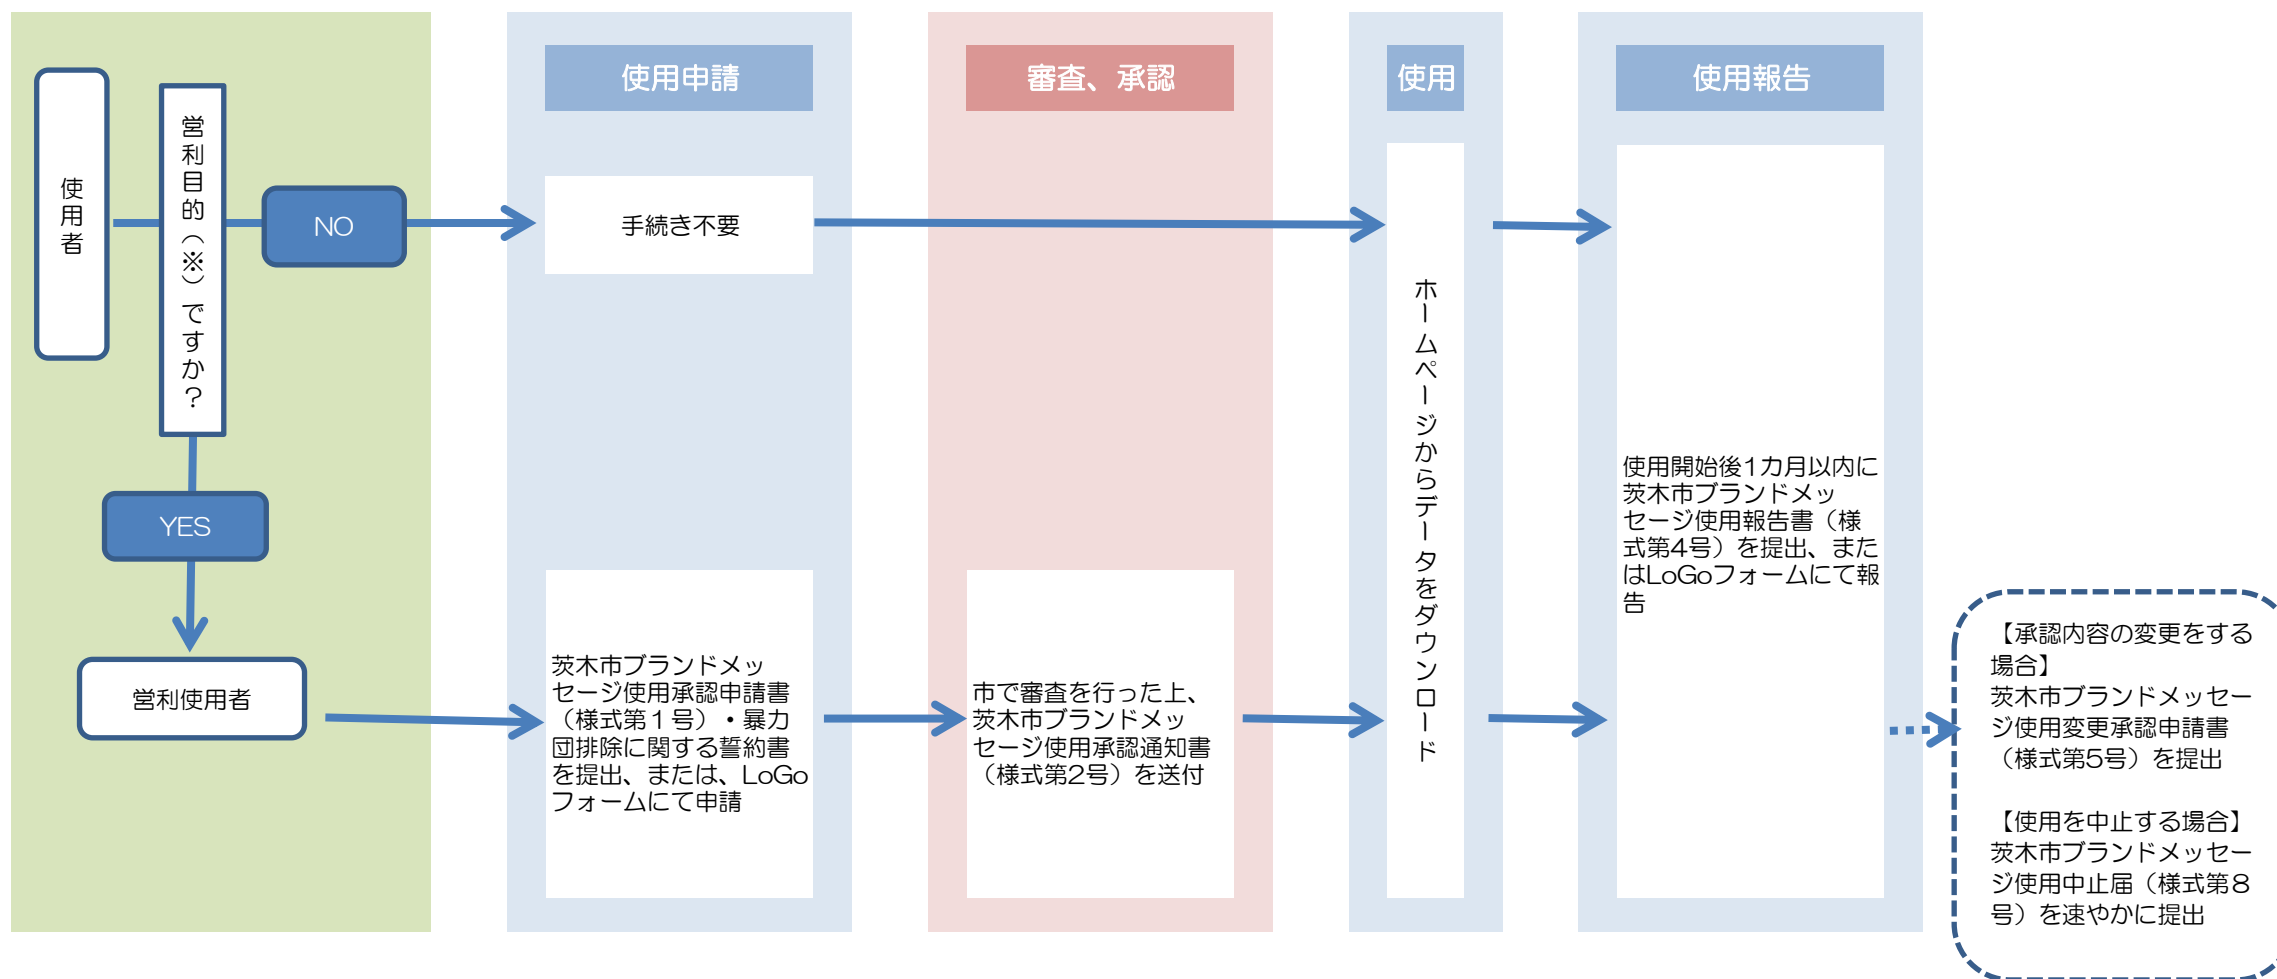 使用者
営利目的（※）ですか？
NO
YES
営利使用者
使用申請
手続き不要
茨木市ブランドメッ
セージ使用承認申請書
（様式第１号）・暴力
団排除に関する誓約書
を提出、または、LoGo
フォームにて申請
審査、承認
市で審査を行った上、
茨木市ブランドメッ
セージ使用承認通知書
（様式第2号）を送付
使用
ホームページからデータをダウンロード
使用報告
使用開始後1カ月以内に
茨木市ブランドメッ
セージ使用報告書（様
式第4号）を提出、また
はLoGoフォームにて報
告
【承認内容の変更をする
場合】
茨木市ブランドメッセー
ジ使用変更承認申請書
（様式第5号）を提出
【使用を中止する場合】
茨木市ブランドメッセー
ジ使用中止届（様式第８
号）を速やかに提出